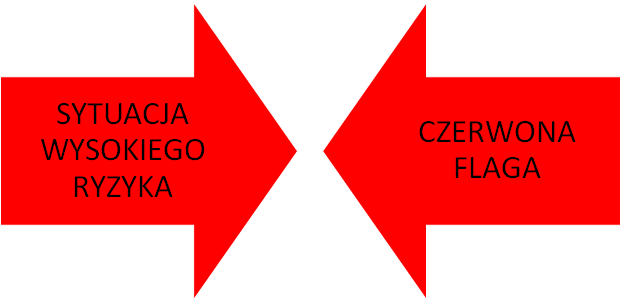 SYTUACJA
WYSOKIEGO
RYZYKA
CZERWONA
FLAGA